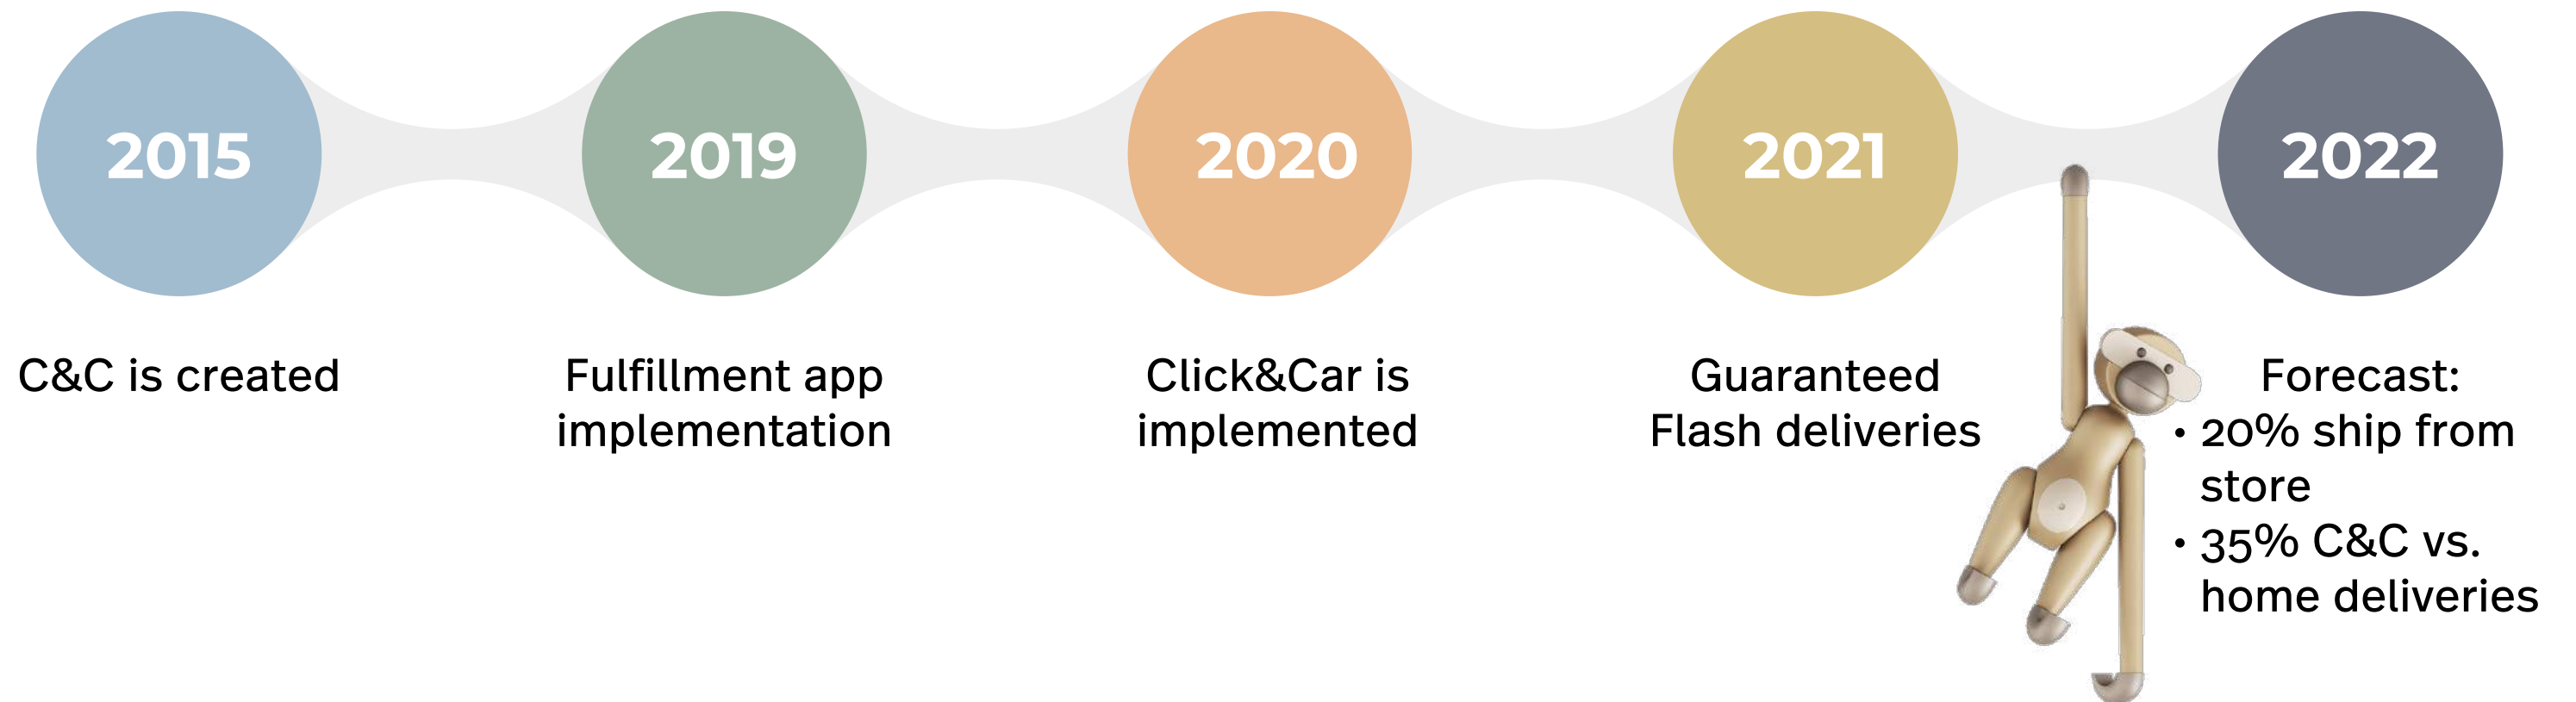 2015
C&C is created
2019
Fulfillment app
implementation
2020
Click&Car is
implemented
2021
Guaranteed
Flash deliveries
2022
Forecast:
• 20% ship from
store
• 35% C&C vs.
home deliveries